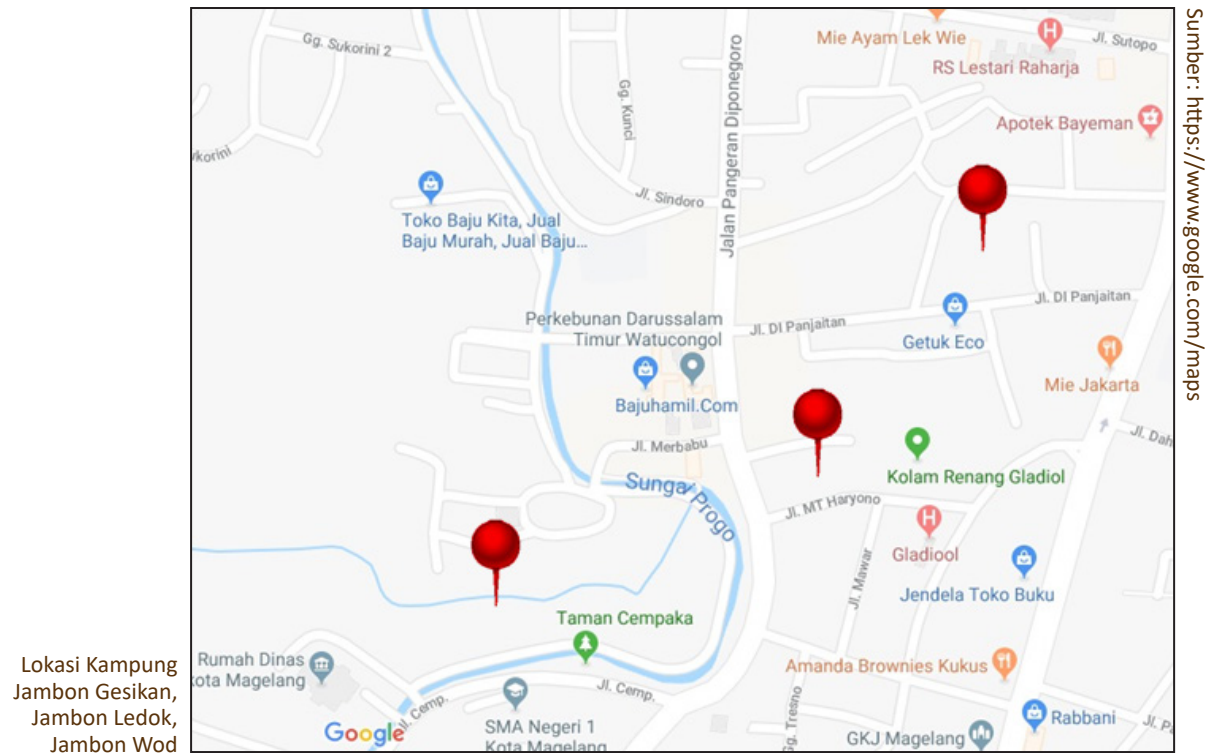 Gg. Sukorini 2
Mie Ayam Lek Wie
Jl. Sutopo
RS Lestari Raharja
Gg. Kunci
Jalan Pangeran Diponegoro
Apotek Bayeman
ukorini
Jl. Sindoro
Toko Baju Kita, Jual
Baju Murah, Jual Baju...
Jl. DI Panjaitan
Perkebunan Darussalam
Timur Watucongol
Jl. DI Panjaitan
Getuk Eco
Mie Jakarta
Bajuhamil.Com
Jl. Merbabu
Jl. Dah
Kolam Renang Gladiol
Sungai Progo
Jl. MT Haryono
Gladiool
Jl. Mawar
Jendela Toko Buku
Taman Cempaka
Rumah Dinas
kota Magelang
Amanda Brownies Kukus
Jl. Cemp.
Jl. Cemp.
SMA Negeri 1
Kota Magelang
Gg. Tresno
Rabbani
Jl. Pa
GKJ Magelang
Google
Sumber: https://www.google.com/maps
Lokasi Kampung
Jambon Gesikan,
Jambon Ledok,
Jambon Wod